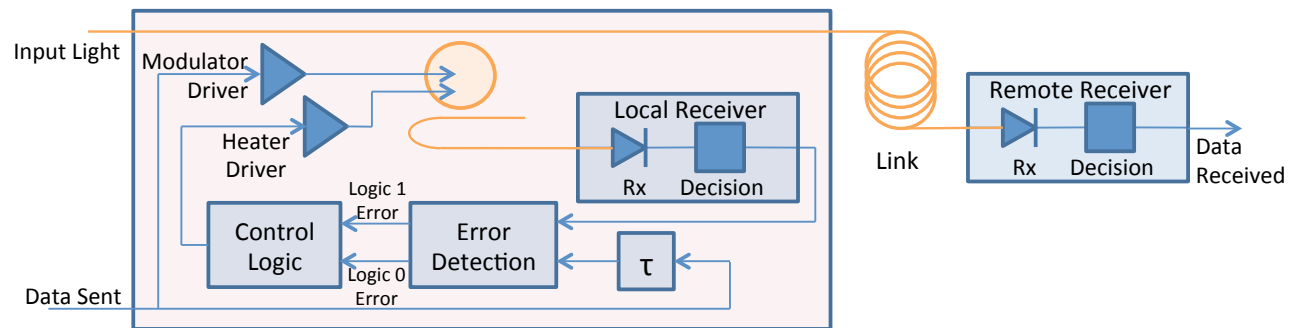 Input Light
Modulator
Driver
Heater
Driver
Local Receiver
Rx
Decision
Remote Receiver
Rx
Decision
Link
Data
Received
Logic 1
Error
Control
Logic
Error
Detection
τ
Logic 0
Error
Data Sent